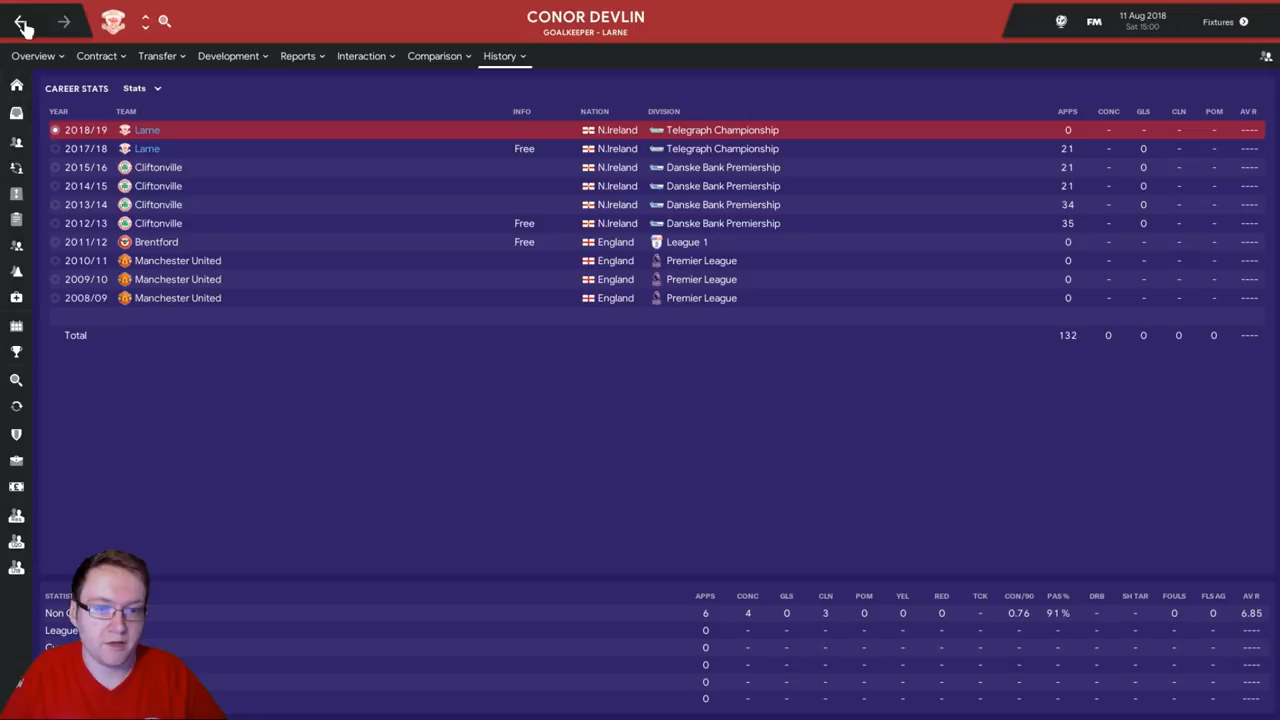 CONOR DEVLIN
GOALKEEPER - LARNE
11 Aug 2018
Sat 15:00
FM
Fixtures
Overview Contract Transfer Development Reports Interaction Comparison History
CAREER STATS Stats
YEAR TEAM INFO NATION DIVISION APPS CONC GLS CLN POM AV R
2018/19 Larne N.Ireland Telegraph Championship 0 - - - - ----
2017/18 Larne Free N.Ireland Telegraph Championship 21 - 0 - - ----
2015/16 Cliftonville N.Ireland Danske Bank Premiership 21 - 0 - - ----
2014/15 Cliftonville N.Ireland Danske Bank Premiership 21 - 0 - - ----
2013/14 Cliftonville N.Ireland Danske Bank Premiership 34 - 0 - - ----
2012/13 Cliftonville Free N.Ireland Danske Bank Premiership 35 - 0 - - ----
2011/12 Brentford Free England League 1 0 - - - - ----
2010/11 Manchester United England Premier League 0 - - - - ----
2009/10 Manchester United England Premier League 0 - - - - ----
2008/09 Manchester United England Premier League 0 - - - - ----
Total 132 0 0 0 0 ----
APPS CONC GLS CLN POM YEL RED TCK CON/90 PAS % DRB SH TAR FOULS FLS AG AV R
Non 6 4 0 3 0 0 0 - 0.76 91% - - 0 0 6.85
League 0 - - - - - - - - - - - - - ----
0 - - - - - - - - - - - - - ----
0 - - - - - - - - - - - - - ----
0 - - - - - - - - - - - - - ----
0 - - - - - - - - - - - - - ----